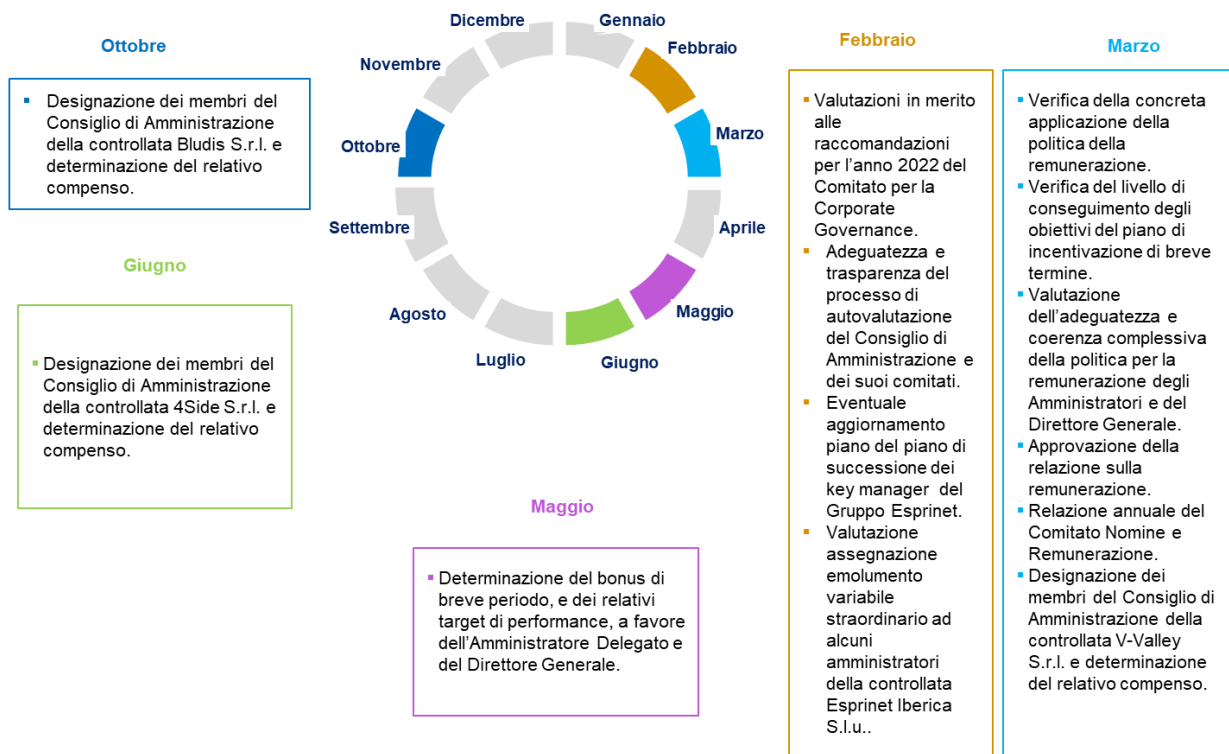 Dicembre
Gennaio
Novembre
Febbraio
Ottobre
Marzo
Settembre
Aprile
Agosto
Maggio
Luglio
Giugno
Ottobre
▪ Designazione dei membri del
Consiglio di Amministrazione
della controllata Bludis S.r.l. e
determinazione del relativo
compenso.
Giugno
▪ Designazione dei membri del
Consiglio di Amministrazione
della controllata 4Side S.r.l. e
determinazione del relativo
compenso.
Maggio
▪ Determinazione del bonus di
breve periodo, e dei relativi
target di performance, a favore
dell’Amministratore Delegato e
del Direttore Generale.
Febbraio
▪ Valutazioni in merito
alle
raccomandazioni
per l’anno 2022 del
Comitato per la
Corporate
Governance.
▪ Adeguatezza e
trasparenza del
processo di
autovalutazione
del Consiglio di
Amministrazione e
dei suoi comitati.
▪ Eventuale
aggiornamento
piano del piano di
successione dei
key manager del
Gruppo Esprinet.
▪ Valutazione
assegnazione
emolumento
variabile
straordinario ad
alcuni
amministratori
della controllata
Esprinet Iberica
S.l.u..
Marzo
▪ Verifica della concreta
applicazione della
politica della
remunerazione.
▪ Verifica del livello di
conseguimento degli
obiettivi del piano di
incentivazione di breve
termine.
▪ Valutazione
dell’adeguatezza e
coerenza complessiva
della politica per la
remunerazione degli
Amministratori e del
Direttore Generale.
▪ Approvazione della
relazione sulla
remunerazione.
▪ Relazione annuale del
Comitato Nomine e
Remunerazione.
▪ Designazione dei
membri del Consiglio di
Amministrazione della
controllata V-Valley
S.r.l. e determinazione
del relativo compenso.